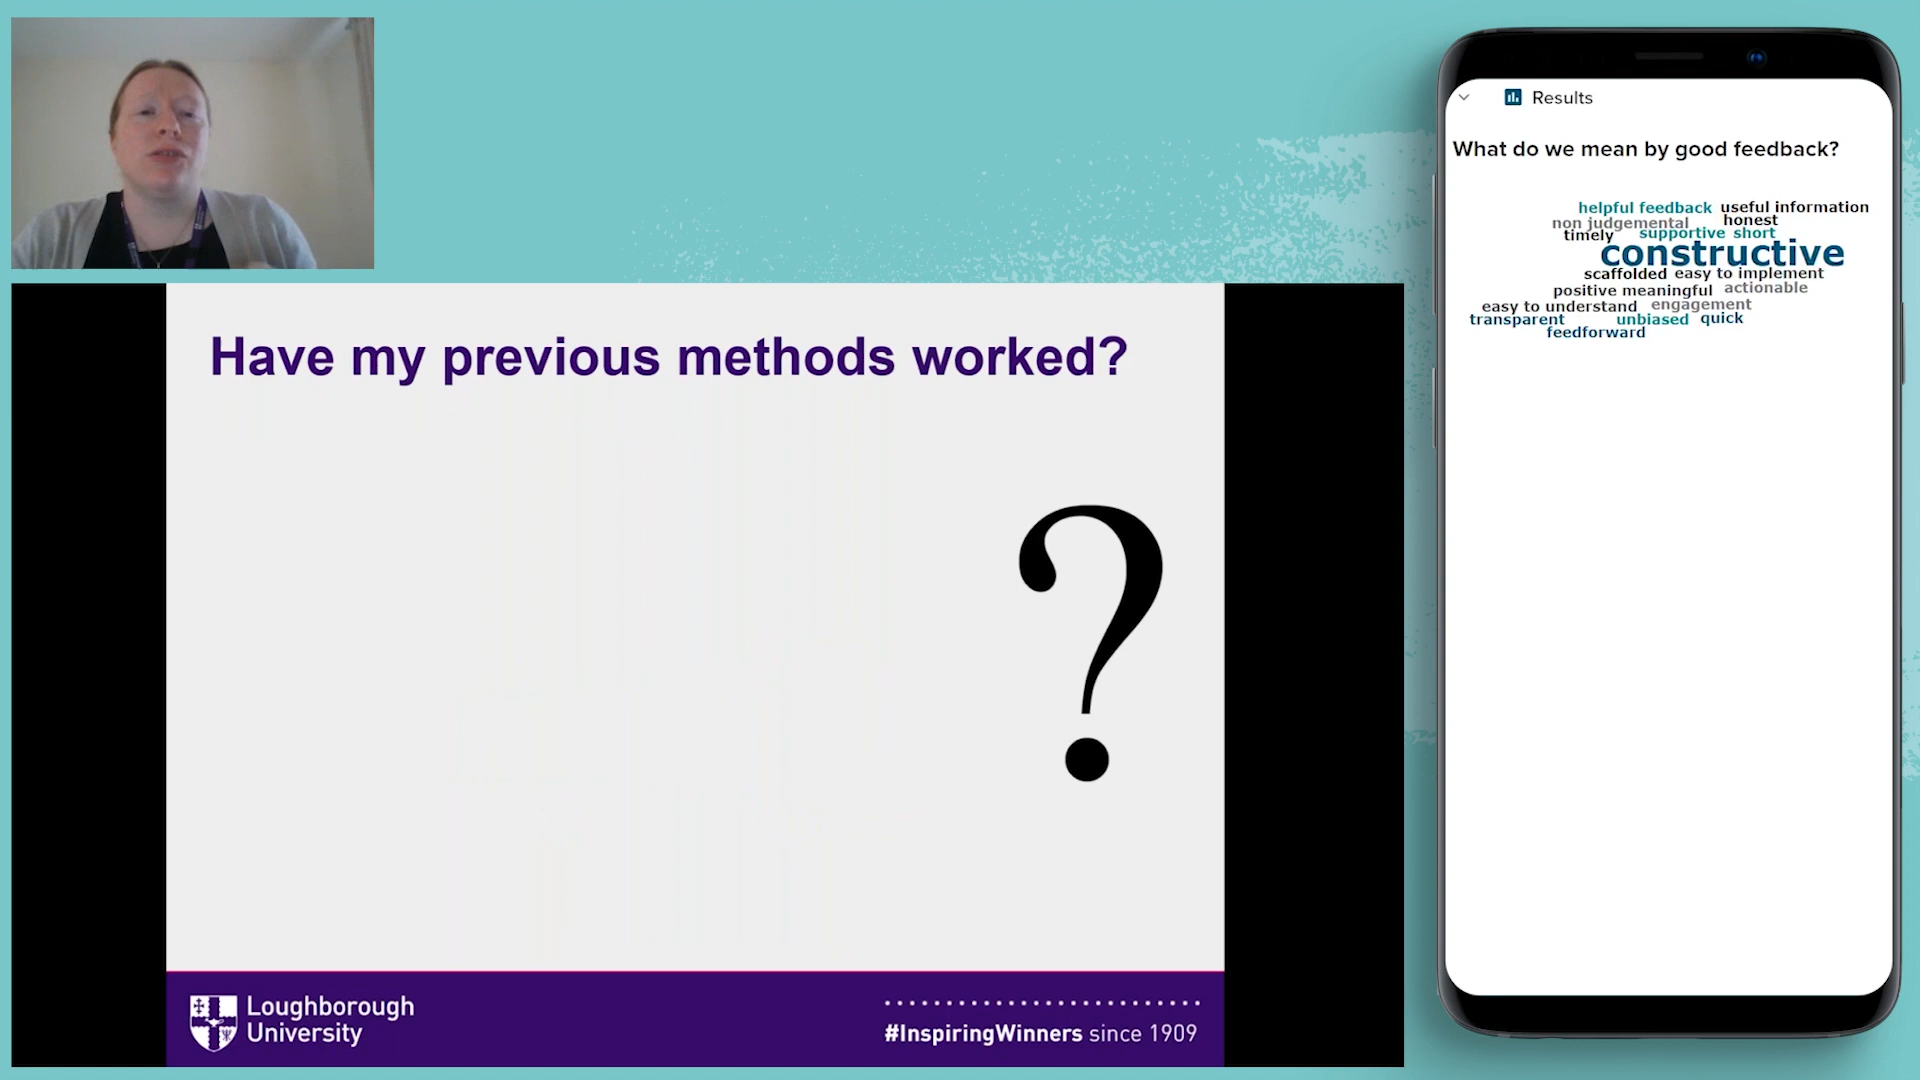 Have my previous methods worked?
?
Loughborough
University
#InspiringWinners since 1909
Results
What do we mean by good feedback?
helpful feedback useful information
non judgemental honest
timely supportive short
constructive
scaffolded easy to implement
positive meaningful actionable
easy to understand engagement
transparent unbiased quick
feedforward